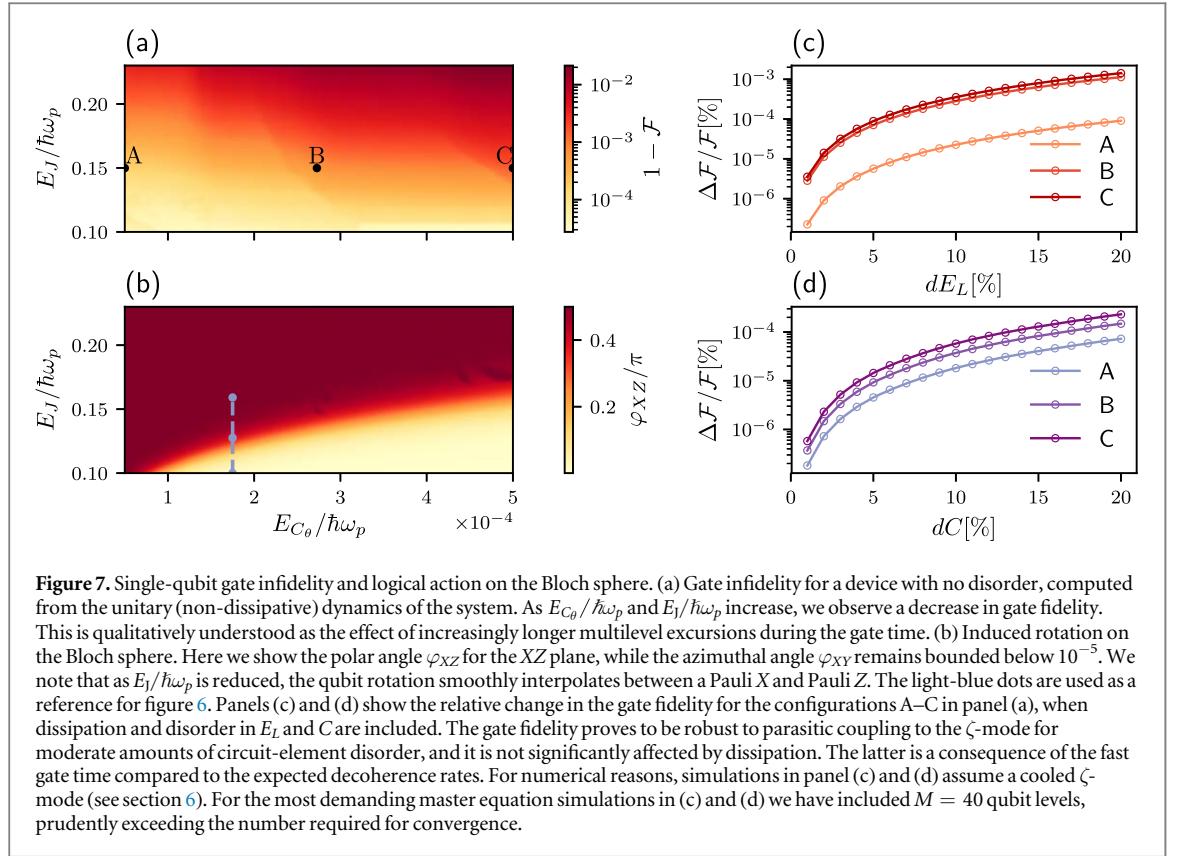 (a)
E_J/ħω_p
0.20
0.15
0.10
A
B
C
10⁻²
10⁻³
10⁻⁴
1 − F
(b)
E_J/ħω_p
0.20
0.15
0.10
1
2
3
4
5
×10⁻⁴
E_{C_θ}/ħω_p
0.4
0.2
φ_{XZ}/π
(c)
ΔF/F[%]
10⁻³
10⁻⁴
10⁻⁵
10⁻⁶
A
B
C
0
5
10
15
20
dE_L[%]
(d)
ΔF/F[%]
10⁻⁴
10⁻⁵
10⁻⁶
A
B
C
0
5
10
15
20
dC[%]
Figure 7. Single-qubit gate infidelity and logical action on the Bloch sphere. (a) Gate infidelity for a device with no disorder, computed
from the unitary (non-dissipative) dynamics of the system. As E_{C_θ}/ħω_p and E_J/ħω_p increase, we observe a decrease in gate fidelity.
This is qualitatively understood as the effect of increasingly longer multilevel excursions during the gate time. (b) Induced rotation on
the Bloch sphere. Here we show the polar angle φ_{XZ} for the XZ plane, while the azimuthal angle φ_{XY} remains bounded below 10⁻⁵. We
note that as E_J/ħω_p is reduced, the qubit rotation smoothly interpolates between a Pauli X and Pauli Z. The light-blue dots are used as a
reference for figure 6. Panels (c) and (d) show the relative change in the gate fidelity for the configurations A–C in panel (a), when
dissipation and disorder in E_L and C are included. The gate fidelity proves to be robust to parasitic coupling to the ζ-mode for
moderate amounts of circuit-element disorder, and it is not significantly affected by dissipation. The latter is a consequence of the fast
gate time compared to the expected decoherence rates. For numerical reasons, simulations in panel (c) and (d) assume a cooled ζ-
mode (see section 6). For the most demanding master equation simulations in (c) and (d) we have included M = 40 qubit levels,
prudently exceeding the number required for convergence.